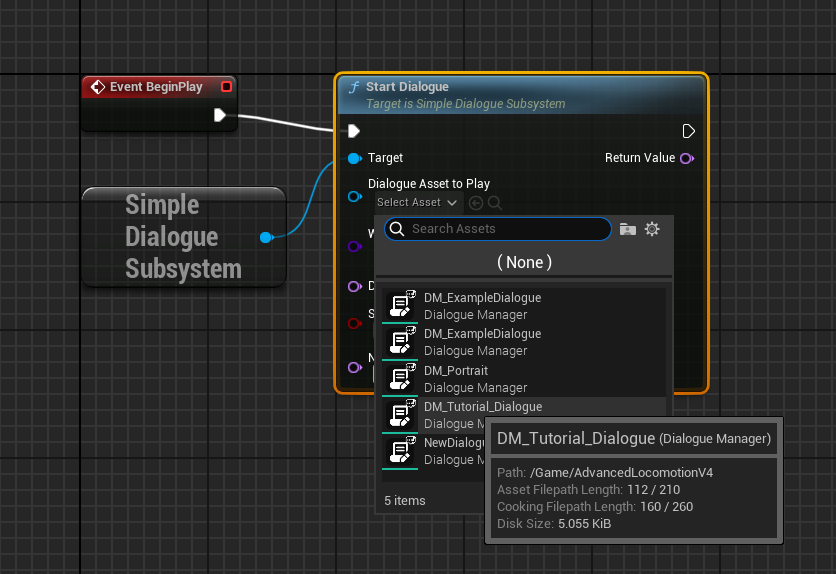 Event BeginPlay
Start Dialogue
Target is Simple Dialogue Subsystem
Target
Return Value
Simple
Dialogue
Subsystem
Dialogue Asset to Play
Select Asset
Search Assets
( None )
DM_ExampleDialogue
Dialogue Manager
DM_ExampleDialogue
Dialogue Manager
DM_Portrait
Dialogue Manager
DM_Tutorial_Dialogue
Dialogue M
NewDialogu
Dialogue M
5 items
DM_Tutorial_Dialogue (Dialogue Manager)
Path: /Game/AdvancedLocomotionV4
Asset Filepath Length: 112 / 210
Cooking Filepath Length: 160 / 260
Disk Size: 5.055 KiB